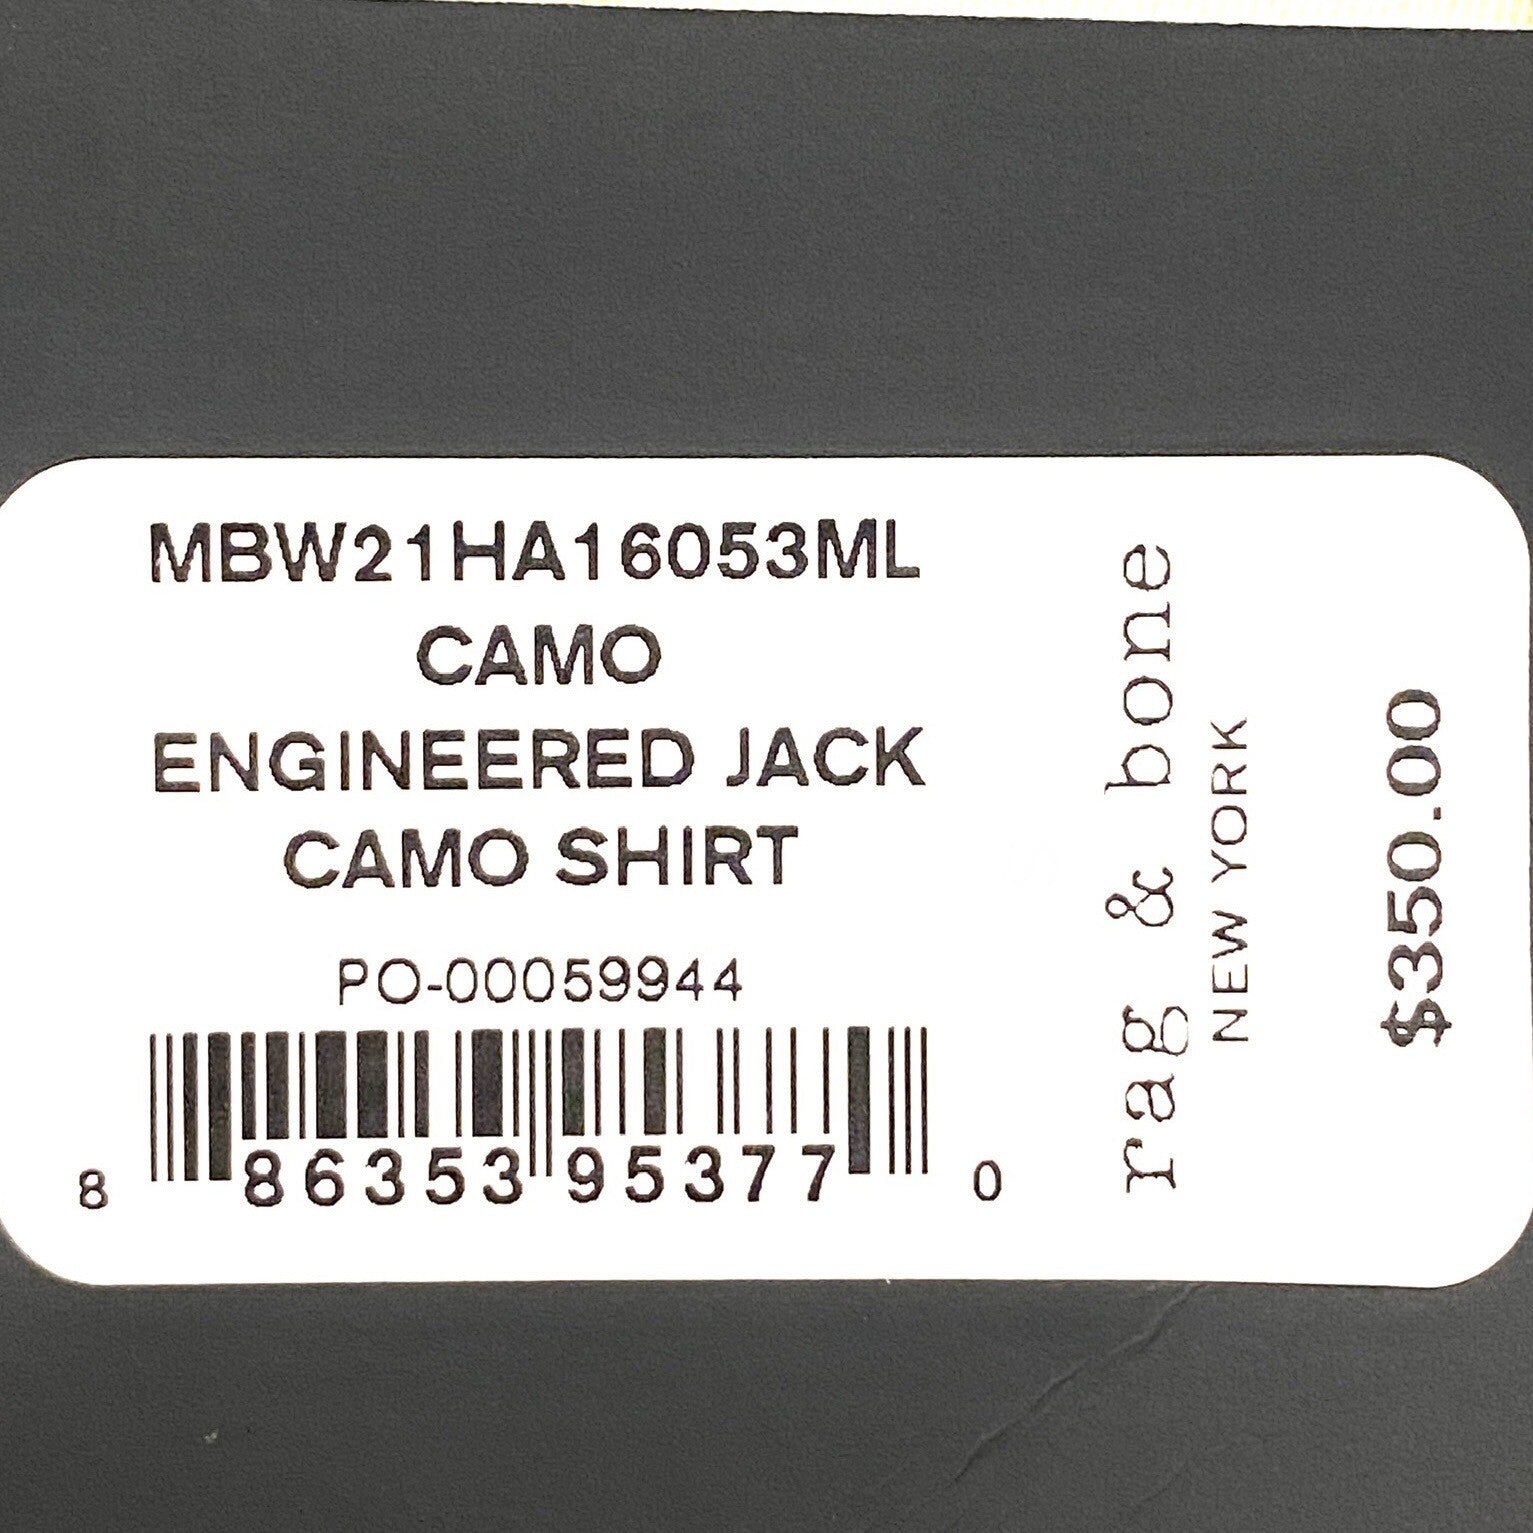 MBW21HA16053ML
CAMO
ENGINEERED JACK
CAMO SHIRT
PO-00059944
8 86353 95377 0
rag & bone
NEW YORK
$350.00